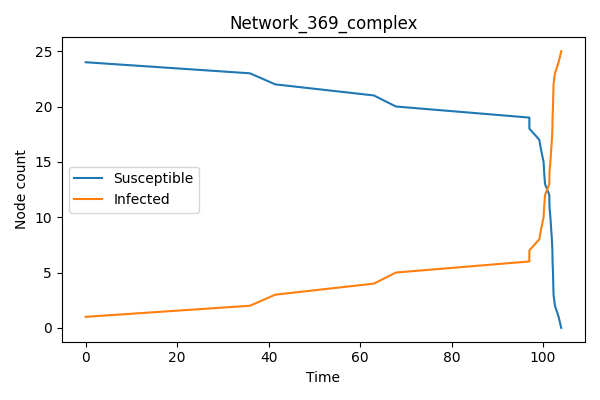 Network_369_complex
25
20
15
10
5
0
Node count
Susceptible
Infected
0 20 40 60 80 100
Time